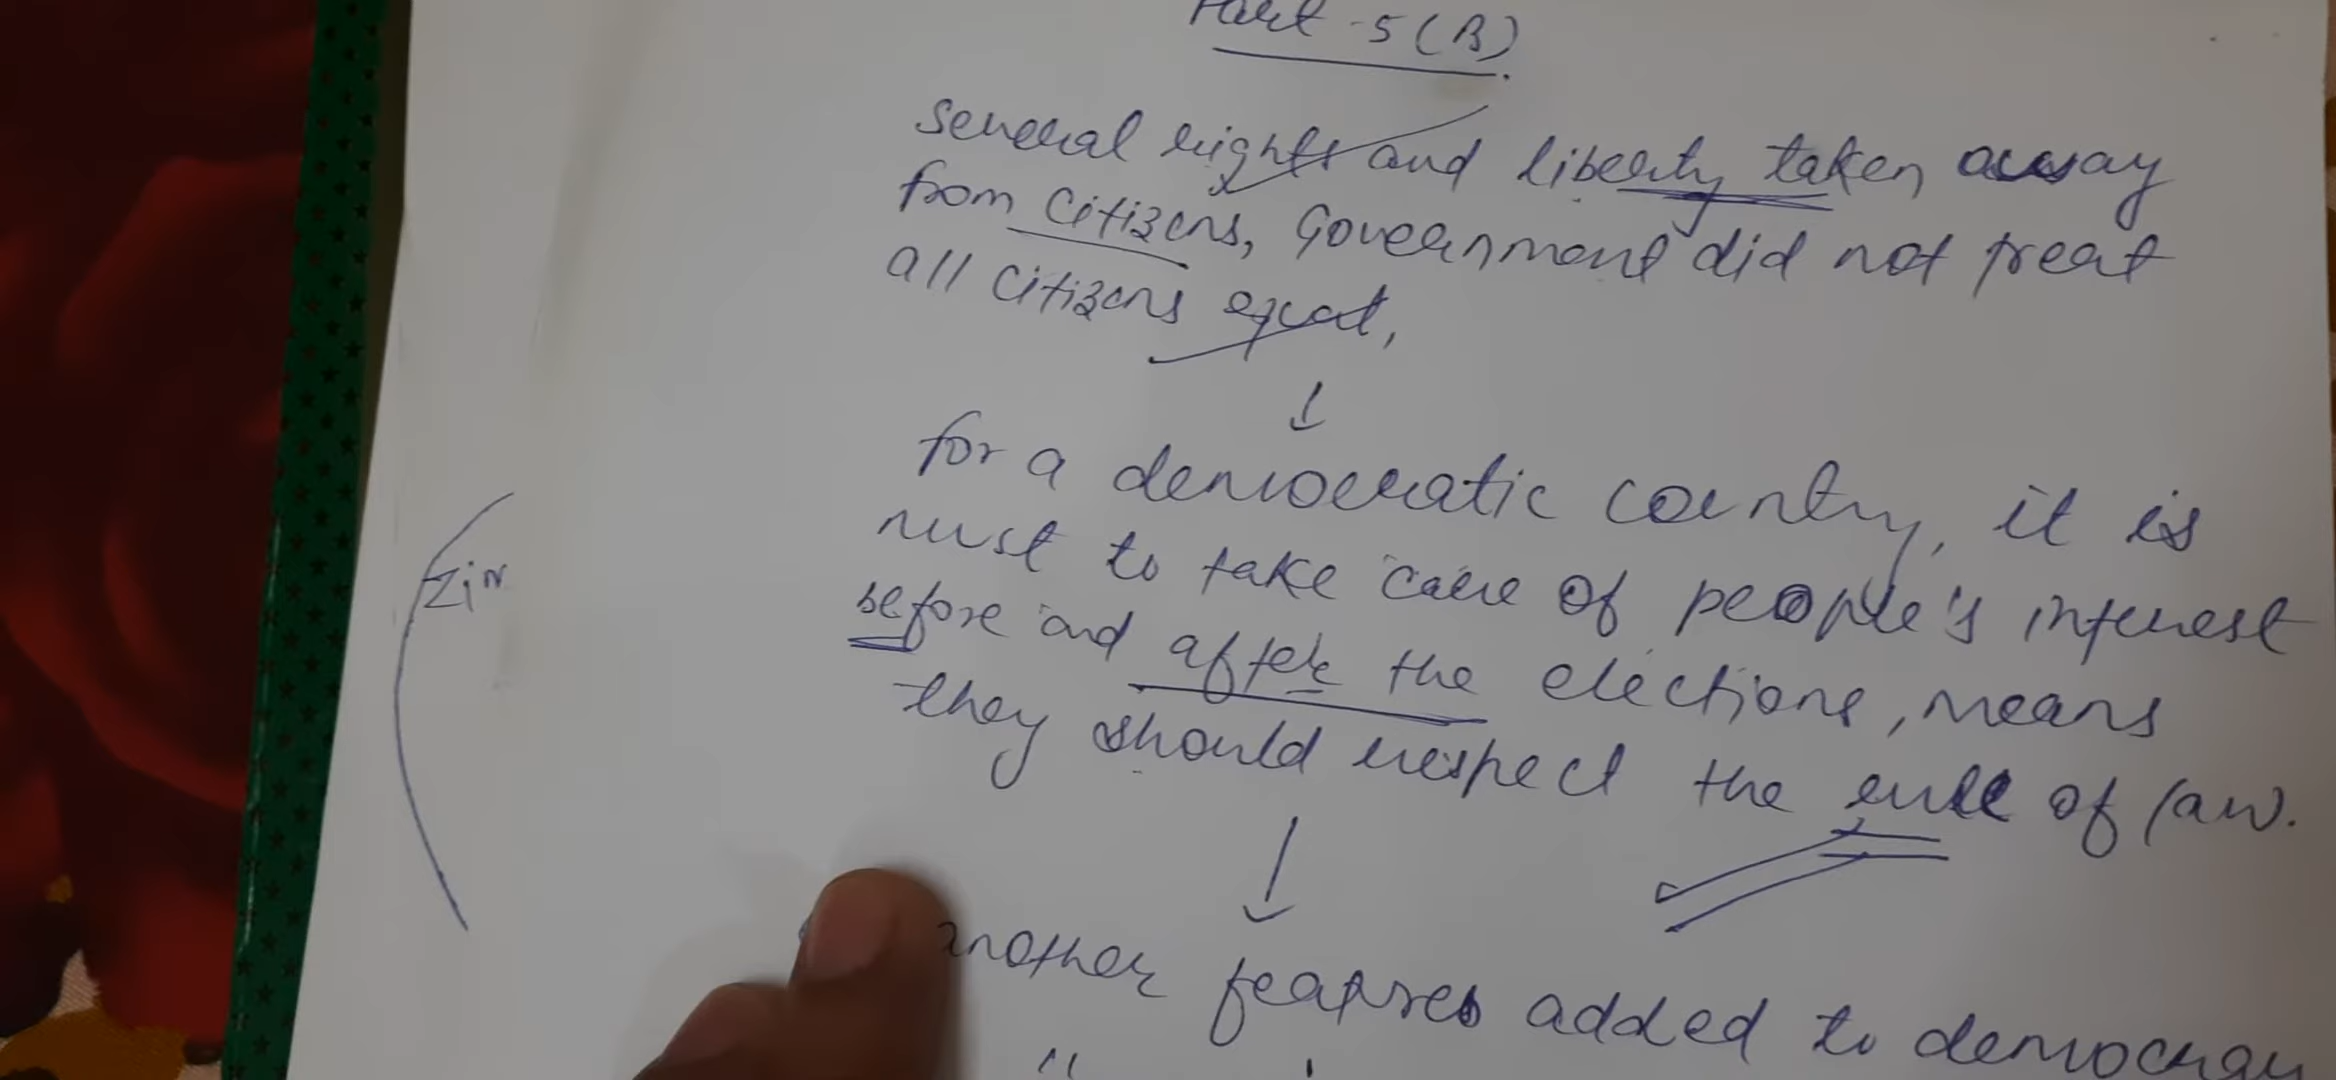 Part-5(B)
several rights and liberty taken away
from citizens, Government did not treat
all citizens equal,
for a democratic country, it is
must to take care of people's interest
Zim
before and after the elections, means
they should respect the rule of law.
another features added to democracy